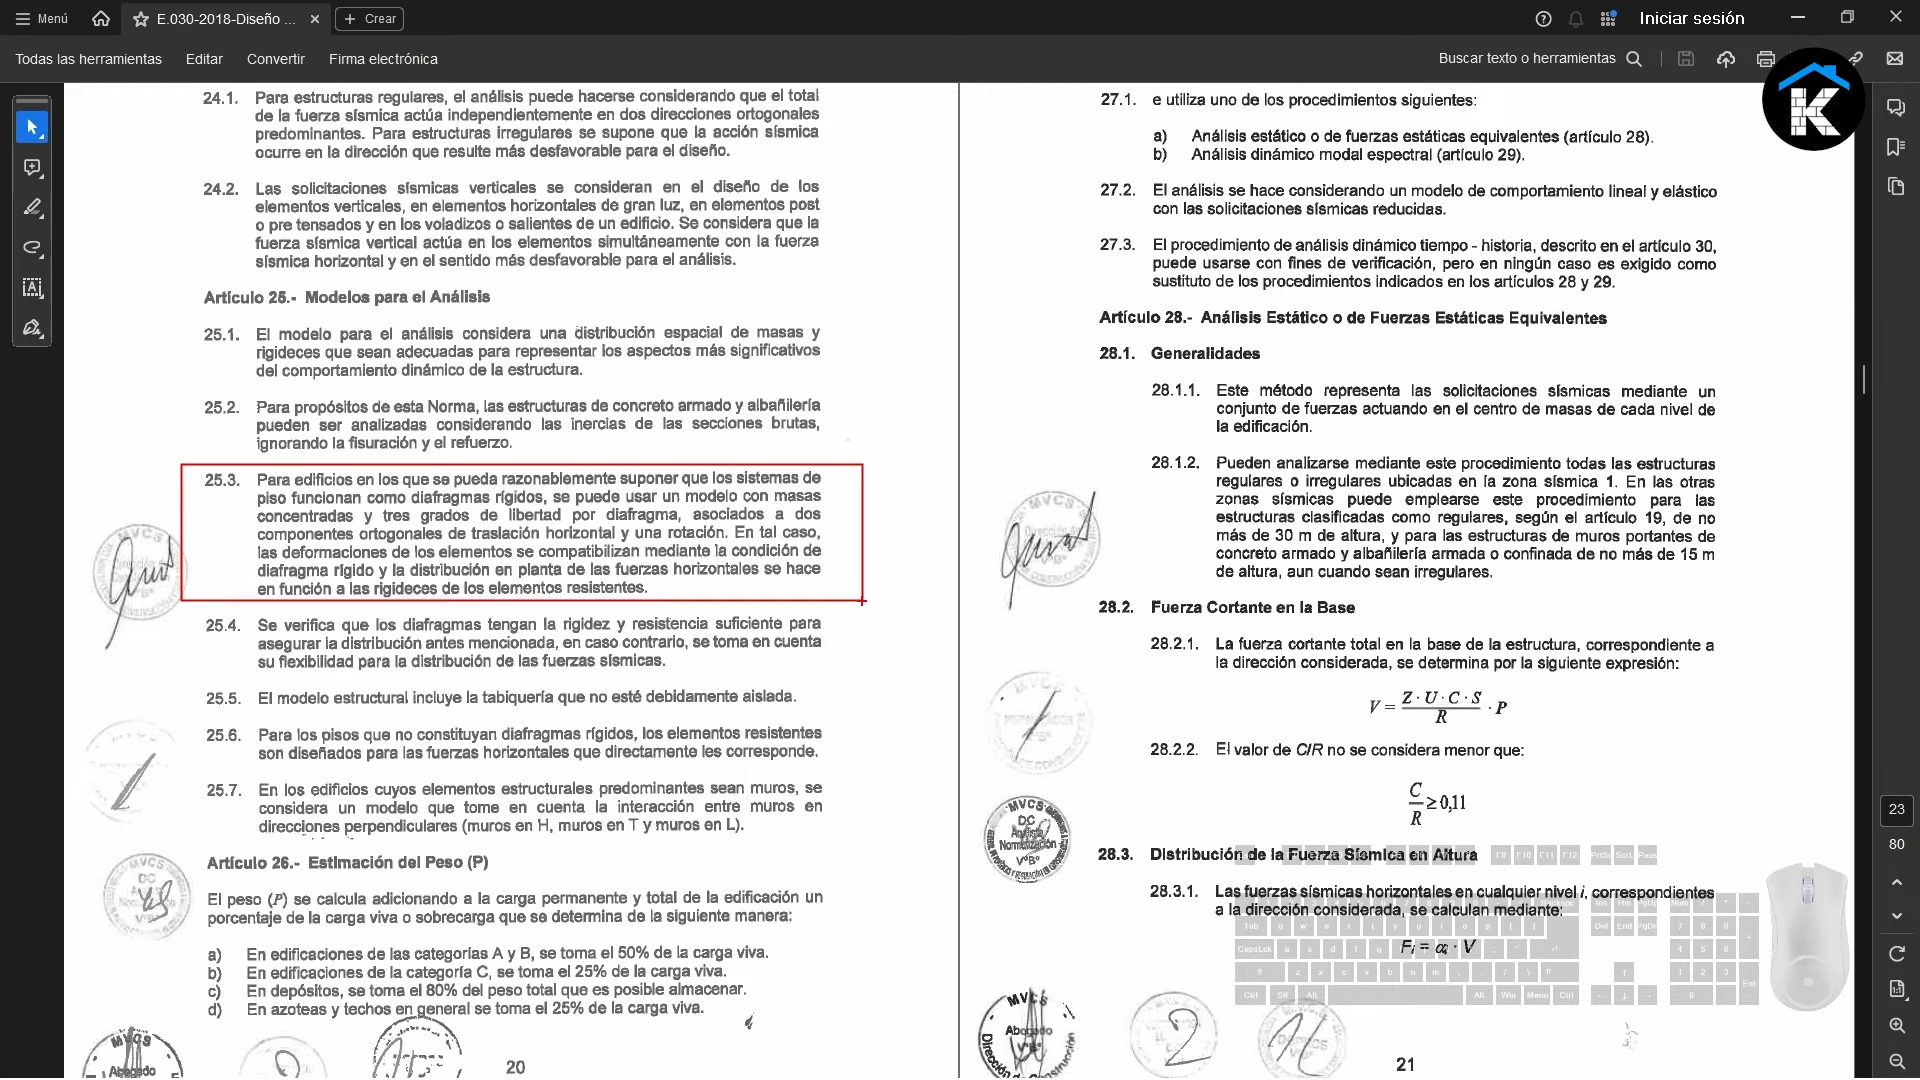 Menú
E.030-2018-Diseño ...
Crear
Iniciar sesión
Todas las herramientas
Editar
Convertir
Firma electrónica
Buscar texto o herramientas
24.1. Para estructuras regulares, el análisis puede hacerse considerando que el total
de la fuerza sísmica actúa independientemente en dos direcciones ortogonales
predominantes. Para estructuras irregulares se supone que la acción sísmica
ocurre en la dirección que resulte más desfavorable para el diseño.
24.2. Las solicitaciones sísmicas verticales se consideran en el diseño de los
elementos verticales, en elementos horizontales de gran luz, en elementos post
o pre tensados y en los voladizos o salientes de un edificio. Se considera que la
fuerza sísmica vertical actúa en los elementos simultáneamente con la fuerza
sísmica horizontal y en el sentido más desfavorable para el análisis.
Artículo 25.- Modelos para el Análisis
25.1. El modelo para el análisis considera una distribución espacial de masas y
rigideces que sean adecuadas para representar los aspectos más significativos
del comportamiento dinámico de la estructura.
25.2. Para propósitos de esta Norma, las estructuras de concreto armado y albañilería
pueden ser analizadas considerando las inercias de las secciones brutas,
ignorando la fisuración y el refuerzo.
25.3. Para edificios en los que se pueda razonablemente suponer que los sistemas de
piso funcionan como diafragmas rígidos, se puede usar un modelo con masas
concentradas y tres grados de libertad por diafragma, asociados a dos
componentes ortogonales de traslación horizontal y una rotación. En tal caso,
las deformaciones de los elementos se compatibilizan mediante la condición de
diafragma rígido y la distribución en planta de las fuerzas horizontales se hace
en función a las rigideces de los elementos resistentes.
25.4. Se verifica que los diafragmas tengan la rigidez y resistencia suficiente para
asegurar la distribución antes mencionada, en caso contrario, se toma en cuenta
su flexibilidad para la distribución de las fuerzas sísmicas.
25.5. El modelo estructural incluye la tabiquería que no esté debidamente aislada.
25.6. Para los pisos que no constituyan diafragmas rígidos, los elementos resistentes
son diseñados para las fuerzas horizontales que directamente les corresponde.
25.7. En los edificios cuyos elementos estructurales predominantes sean muros, se
considera un modelo que tome en cuenta la interacción entre muros en
direcciones perpendiculares (muros en H, muros en T y muros en L).
Artículo 26.- Estimación del Peso (P)
El peso (P) se calcula adicionando a la carga permanente y total de la edificación un
porcentaje de la carga viva o sobrecarga que se determina de la siguiente manera:
a) En edificaciones de las categorías A y B, se toma el 50% de la carga viva.
b) En edificaciones de la categoría C, se toma el 25% de la carga viva.
c) En depósitos, se toma el 80% del peso total que es posible almacenar.
d) En azoteas y techos en general se toma el 25% de la carga viva.
20
27.1. e utiliza uno de los procedimientos siguientes:
a) Análisis estático o de fuerzas estáticas equivalentes (artículo 28).
b) Análisis dinámico modal espectral (artículo 29).
27.2. El análisis se hace considerando un modelo de comportamiento lineal y elástico
con las solicitaciones sísmicas reducidas.
27.3. El procedimiento de análisis dinámico tiempo - historia, descrito en el artículo 30,
puede usarse con fines de verificación, pero en ningún caso es exigido como
sustituto de los procedimientos indicados en los artículos 28 y 29.
Artículo 28.- Análisis Estático o de Fuerzas Estáticas Equivalentes
28.1. Generalidades
28.1.1. Este método representa las solicitaciones sísmicas mediante un
conjunto de fuerzas actuando en el centro de masas de cada nivel de
la edificación.
28.1.2. Pueden analizarse mediante este procedimiento todas las estructuras
regulares o irregulares ubicadas en la zona sísmica 1. En las otras
zonas sísmicas puede emplearse este procedimiento para las
estructuras clasificadas como regulares, según el artículo 19, de no
más de 30 m de altura, y para las estructuras de muros portantes de
concreto armado y albañilería armada o confinada de no más de 15 m
de altura, aun cuando sean irregulares.
28.2. Fuerza Cortante en la Base
28.2.1. La fuerza cortante total en la base de la estructura, correspondiente a
la dirección considerada, se determina por la siguiente expresión:
V = Z · U · C · S / R · P
28.2.2. El valor de C/R no se considera menor que:
C / R ≥ 0,11
28.3. Distribución de la Fuerza Sísmica en Altura
28.3.1. Las fuerzas sísmicas horizontales en cualquier nivel i, correspondientes
a la dirección considerada, se calculan mediante:
Fi = αi · V
21
K
23
80
MVCS
DC
Analista
Normalización
V°B°
Abogado